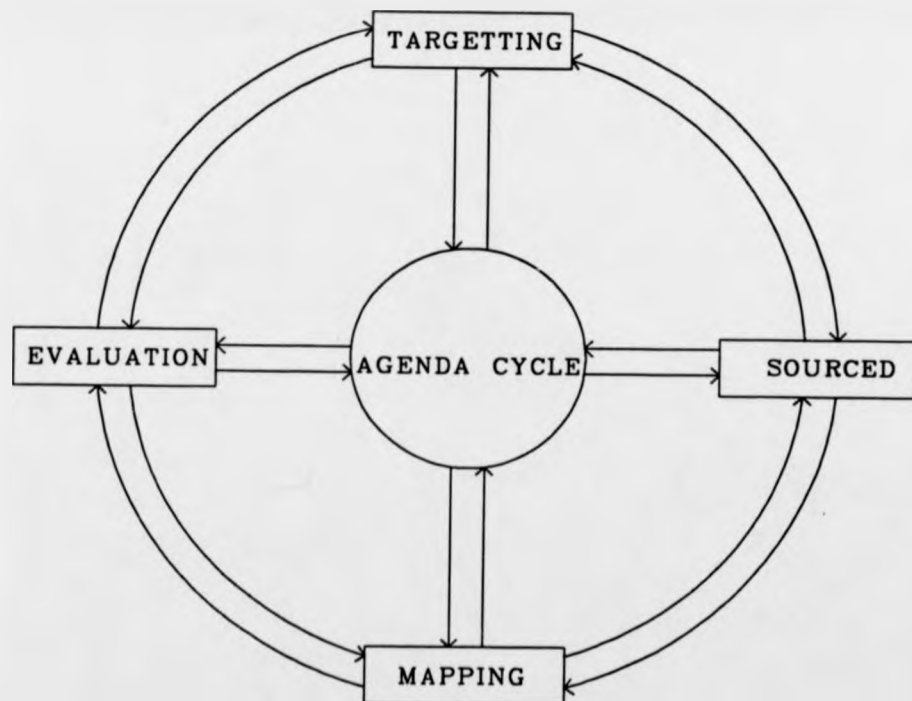 TARGETTING
EVALUATION
AGENDA CYCLE
SOURCED
MAPPING